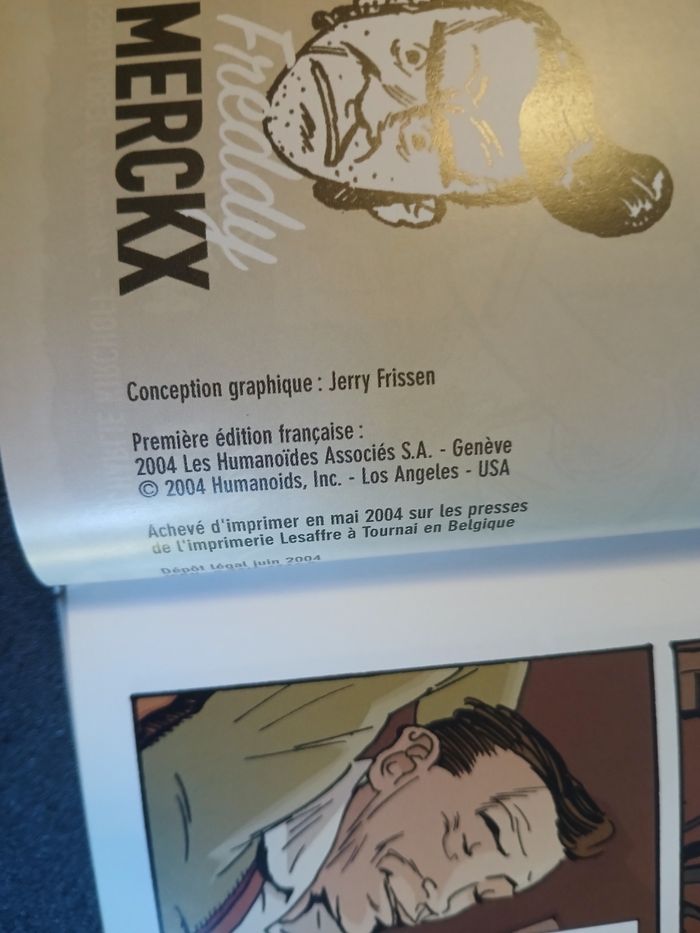 Freddy
MERCKX
Conception graphique : Jerry Frissen
Première édition française :
2004 Les Humanoïdes Associés S.A. - Genève
© 2004 Humanoids, Inc. - Los Angeles - USA
Achevé d'imprimer en mai 2004 sur les presses
de l'imprimerie Lesaffre à Tournai en Belgique
Dépôt légal juin 2004